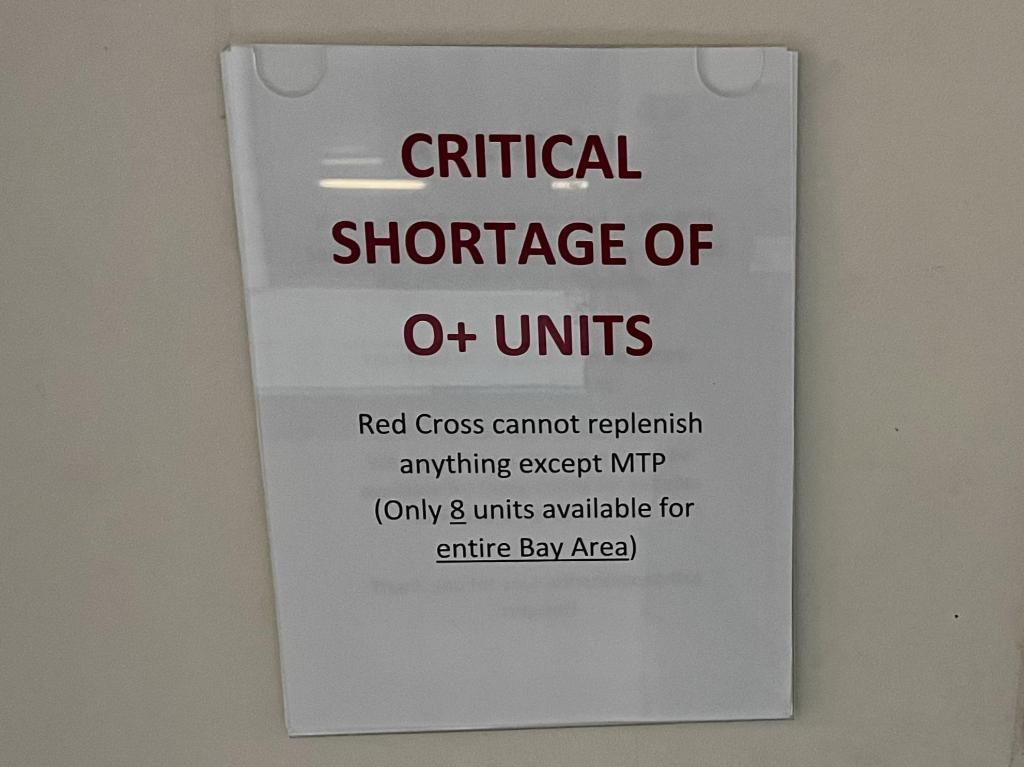 CRITICAL
SHORTAGE OF
O+ UNITS
Red Cross cannot replenish
anything except MTP
(Only 8 units available for
entire Bay Area)